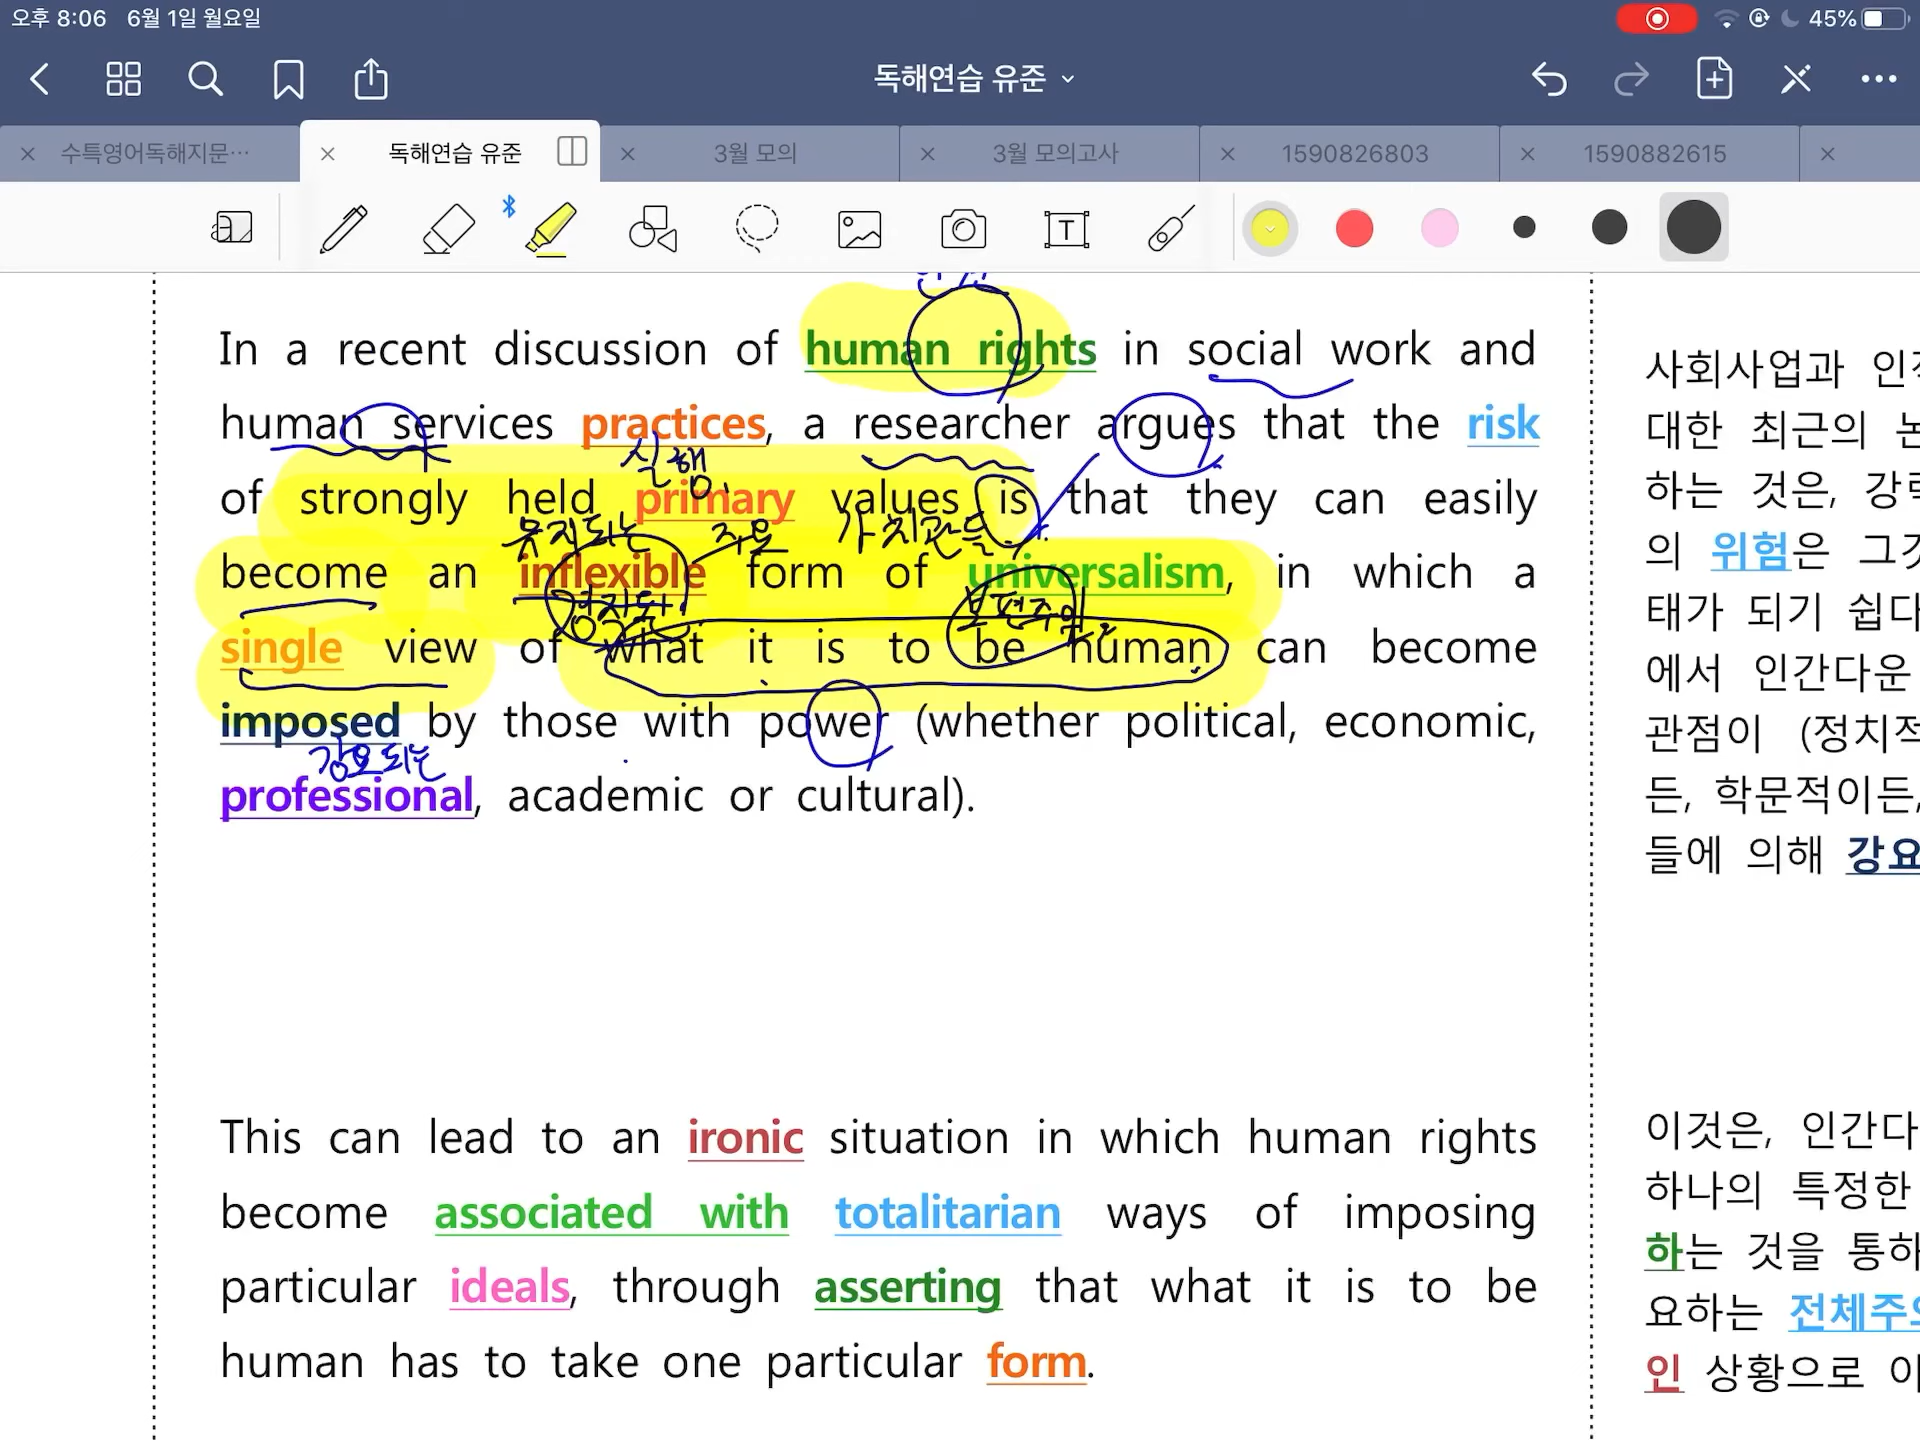 오후 8:06 6월 1일 월요일
45%
독해연습 유준
수특영어독해지문…
독해연습 유준
3월 모의
3월 모의고사
1590826803
1590882615
In a recent discussion of human rights in social work and
human services practices, a researcher argues that the risk
실행
of strongly held primary values is that they can easily
유지되는 주요 가치관들
become an inflexible form of universalism, in which a
보편주의
single view of what it is to be human can become
imposed by those with power (whether political, economic,
강요되는
professional, academic or cultural).
This can lead to an ironic situation in which human rights
become associated with totalitarian ways of imposing
particular ideals, through asserting that what it is to be
human has to take one particular form.
사회사업과
대한 최근의
하는 것은,
의 위험은 그것
태가 되기 쉽다
에서 인간다운
관점이 (정치적
든, 학문적이든,
들에 의해 강요
이것은, 인간다
하나의 특정한
하는 것을 통하
요하는 전체주의
인 상황으로 이